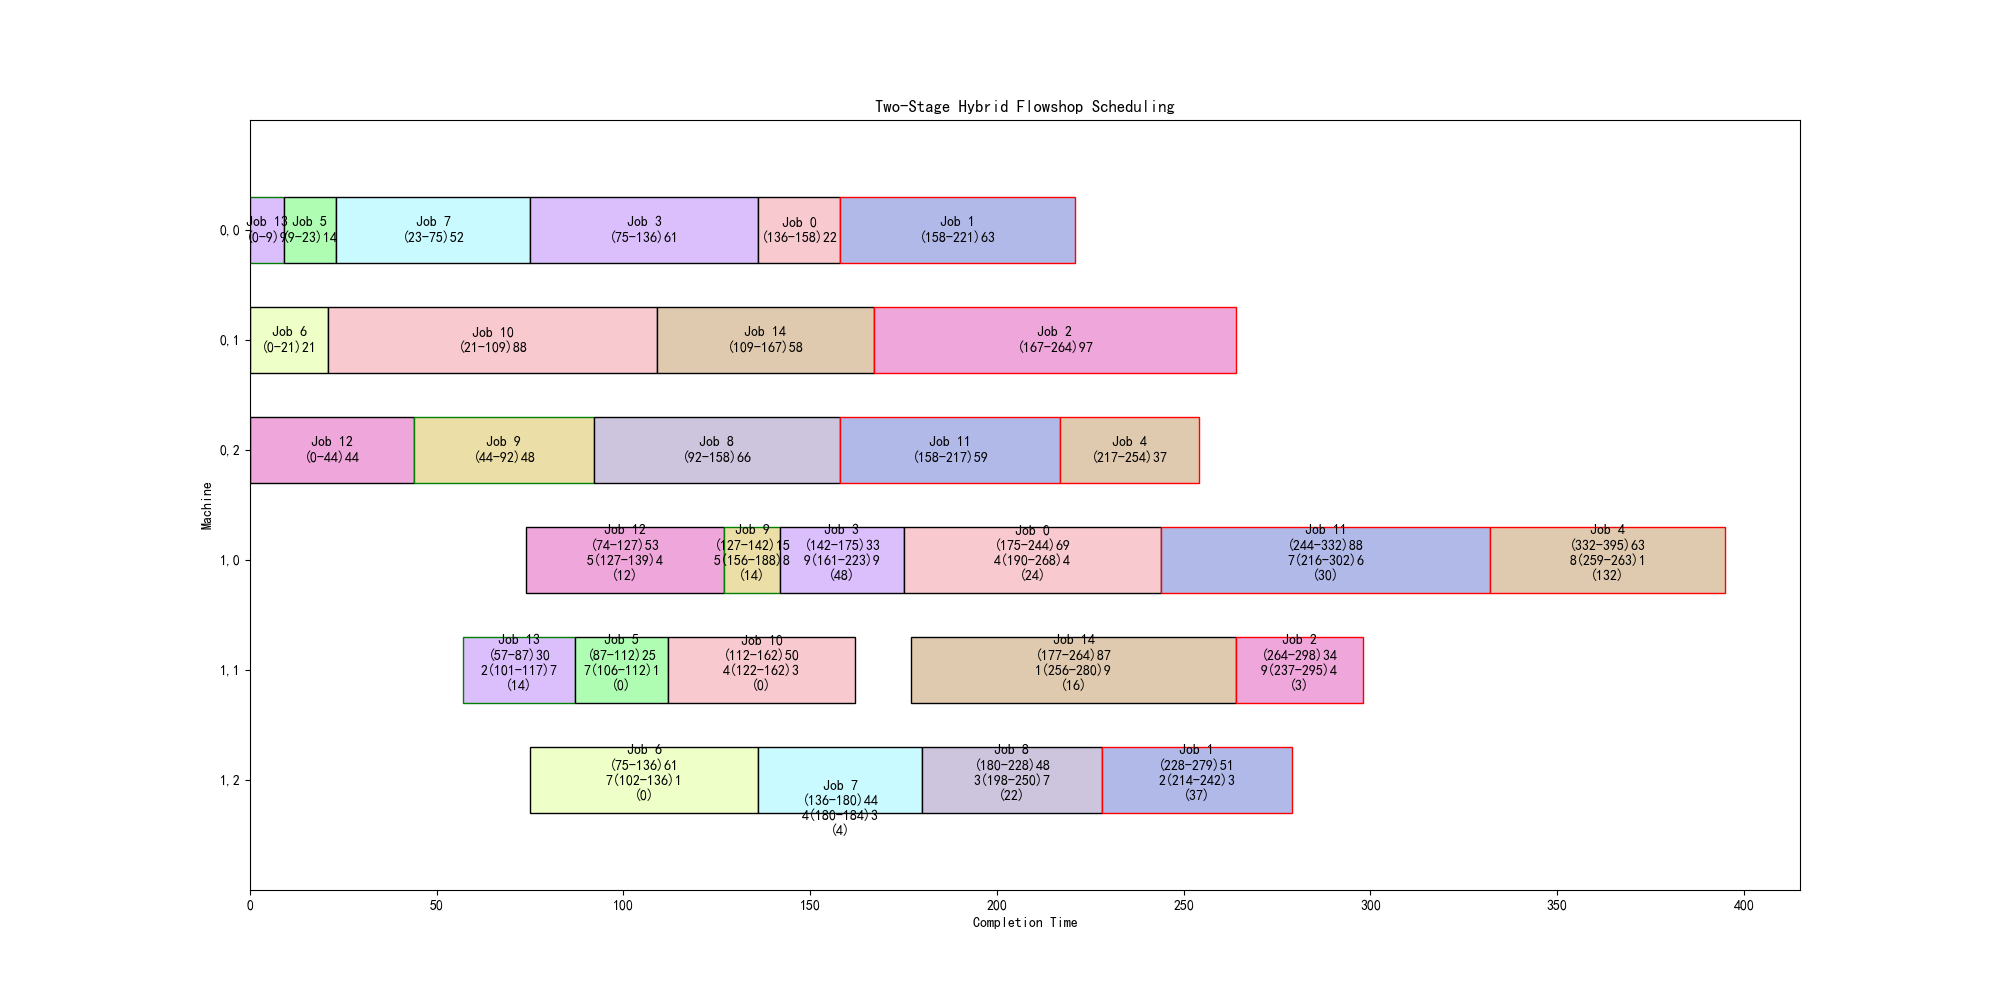 Two-Stage Hybrid Flowshop Scheduling
Machine
0,0
Job 13
(0-9)9
Job 5
(9-23)14
Job 7
(23-75)52
Job 3
(75-136)61
Job 0
(136-158)22
Job 1
(158-221)63
0,1
Job 6
(0-21)21
Job 10
(21-109)88
Job 14
(109-167)58
Job 2
(167-264)97
0,2
Job 12
(0-44)44
Job 9
(44-92)48
Job 8
(92-158)66
Job 11
(158-217)59
Job 4
(217-254)37
1,0
Job 12
(74-127)53
5(127-139)4
(12)
Job 9
(127-142)15
5(156-188)8
(14)
Job 3
(142-175)33
9(161-223)9
(48)
Job 0
(175-244)69
4(190-268)4
(24)
Job 11
(244-332)88
7(216-302)6
(30)
Job 4
(332-395)63
8(259-263)1
(132)
1,1
Job 13
(57-87)30
2(101-117)7
(14)
Job 5
(87-112)25
7(106-112)1
(0)
Job 10
(112-162)50
4(122-162)3
(0)
Job 14
(177-264)87
1(256-280)9
(16)
Job 2
(264-298)34
9(237-295)4
(3)
1,2
Job 6
(75-136)61
7(102-136)1
(0)
Job 7
(136-180)44
4(180-184)3
(4)
Job 8
(180-228)48
3(198-250)7
(22)
Job 1
(228-279)51
2(214-242)3
(37)
0 50 100 150 200 250 300 350 400
Completion Time